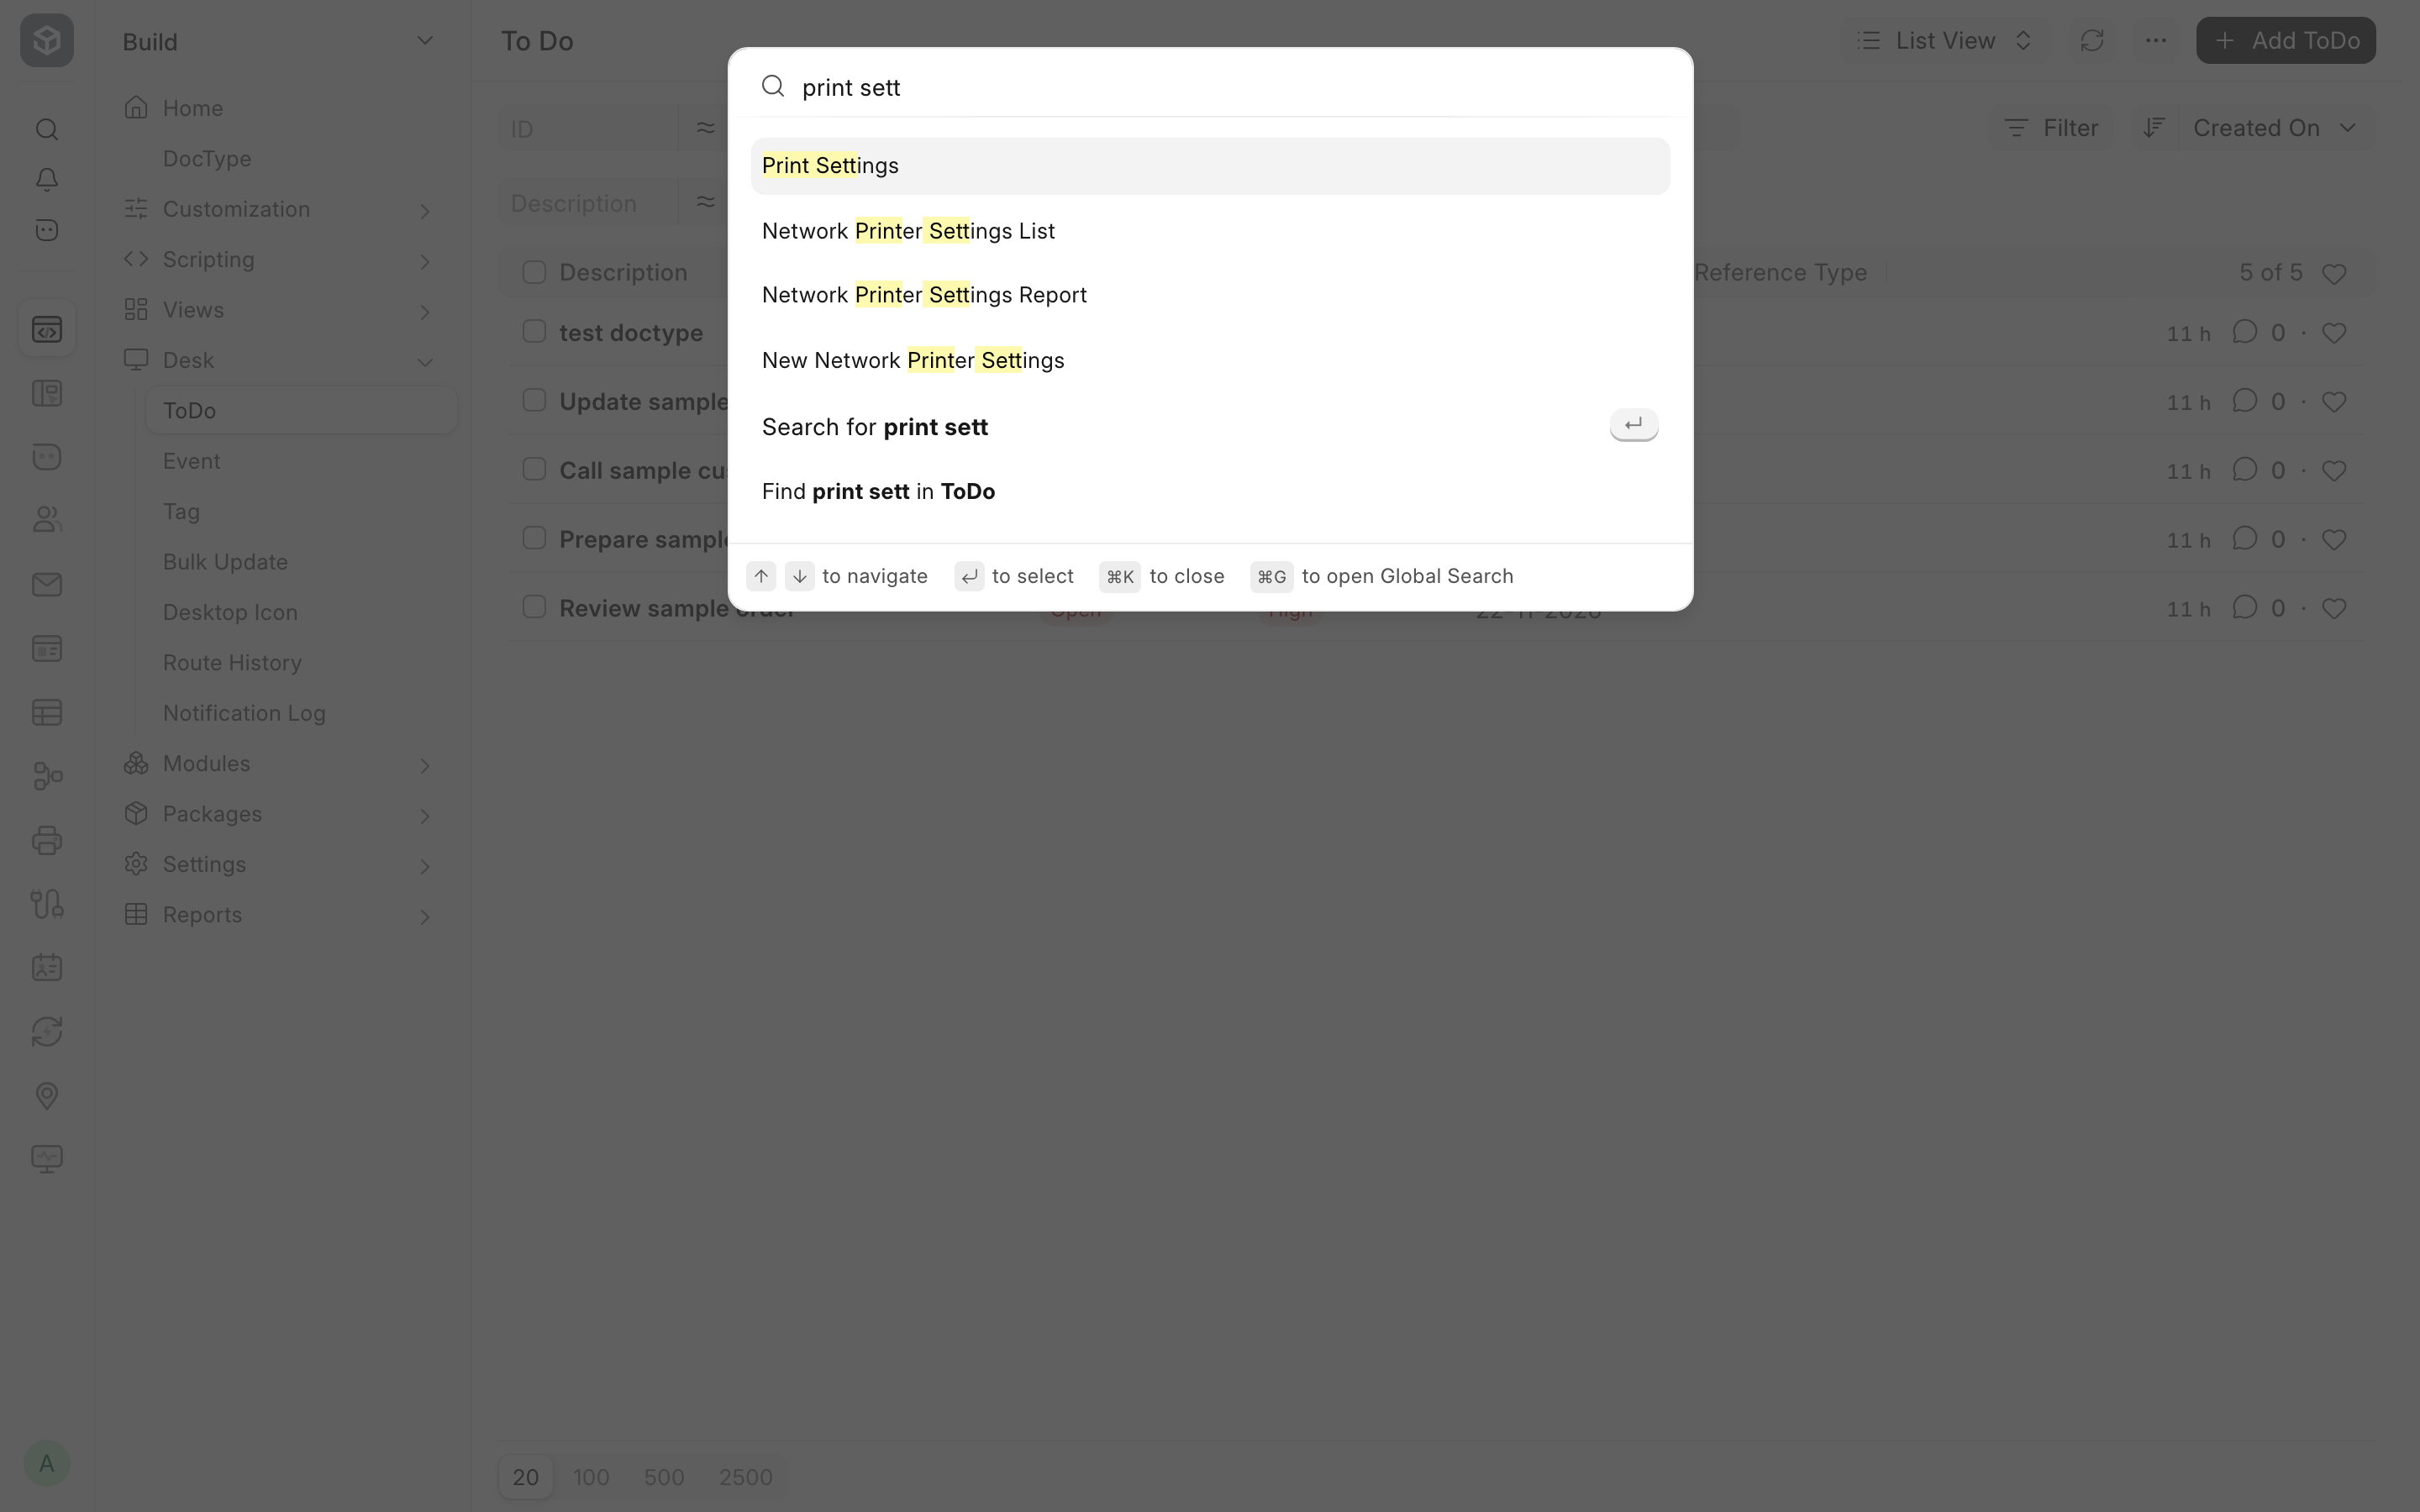 Build
Home
DocType
Customization
Scripting
Views
Desk
ToDo
Event
Tag
Bulk Update
Desktop Icon
Route History
Notification Log
Modules
Packages
Settings
Reports
A
To Do
List View
Add ToDo
ID
Filter
Created On
Description
print sett
Print Settings
Network Printer Settings List
Network Printer Settings Report
New Network Printer Settings
Search for print sett
Find print sett in ToDo
to navigate
to select
⌘K to close
⌘G to open Global Search
Description
Reference Type
5 of 5
test doctype
11 h
0
Update sample
11 h
0
Call sample
11 h
0
Prepare
11 h
0
Review sample order
Open
High
11 h
0
20
100
500
2500